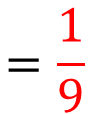 = 1/9